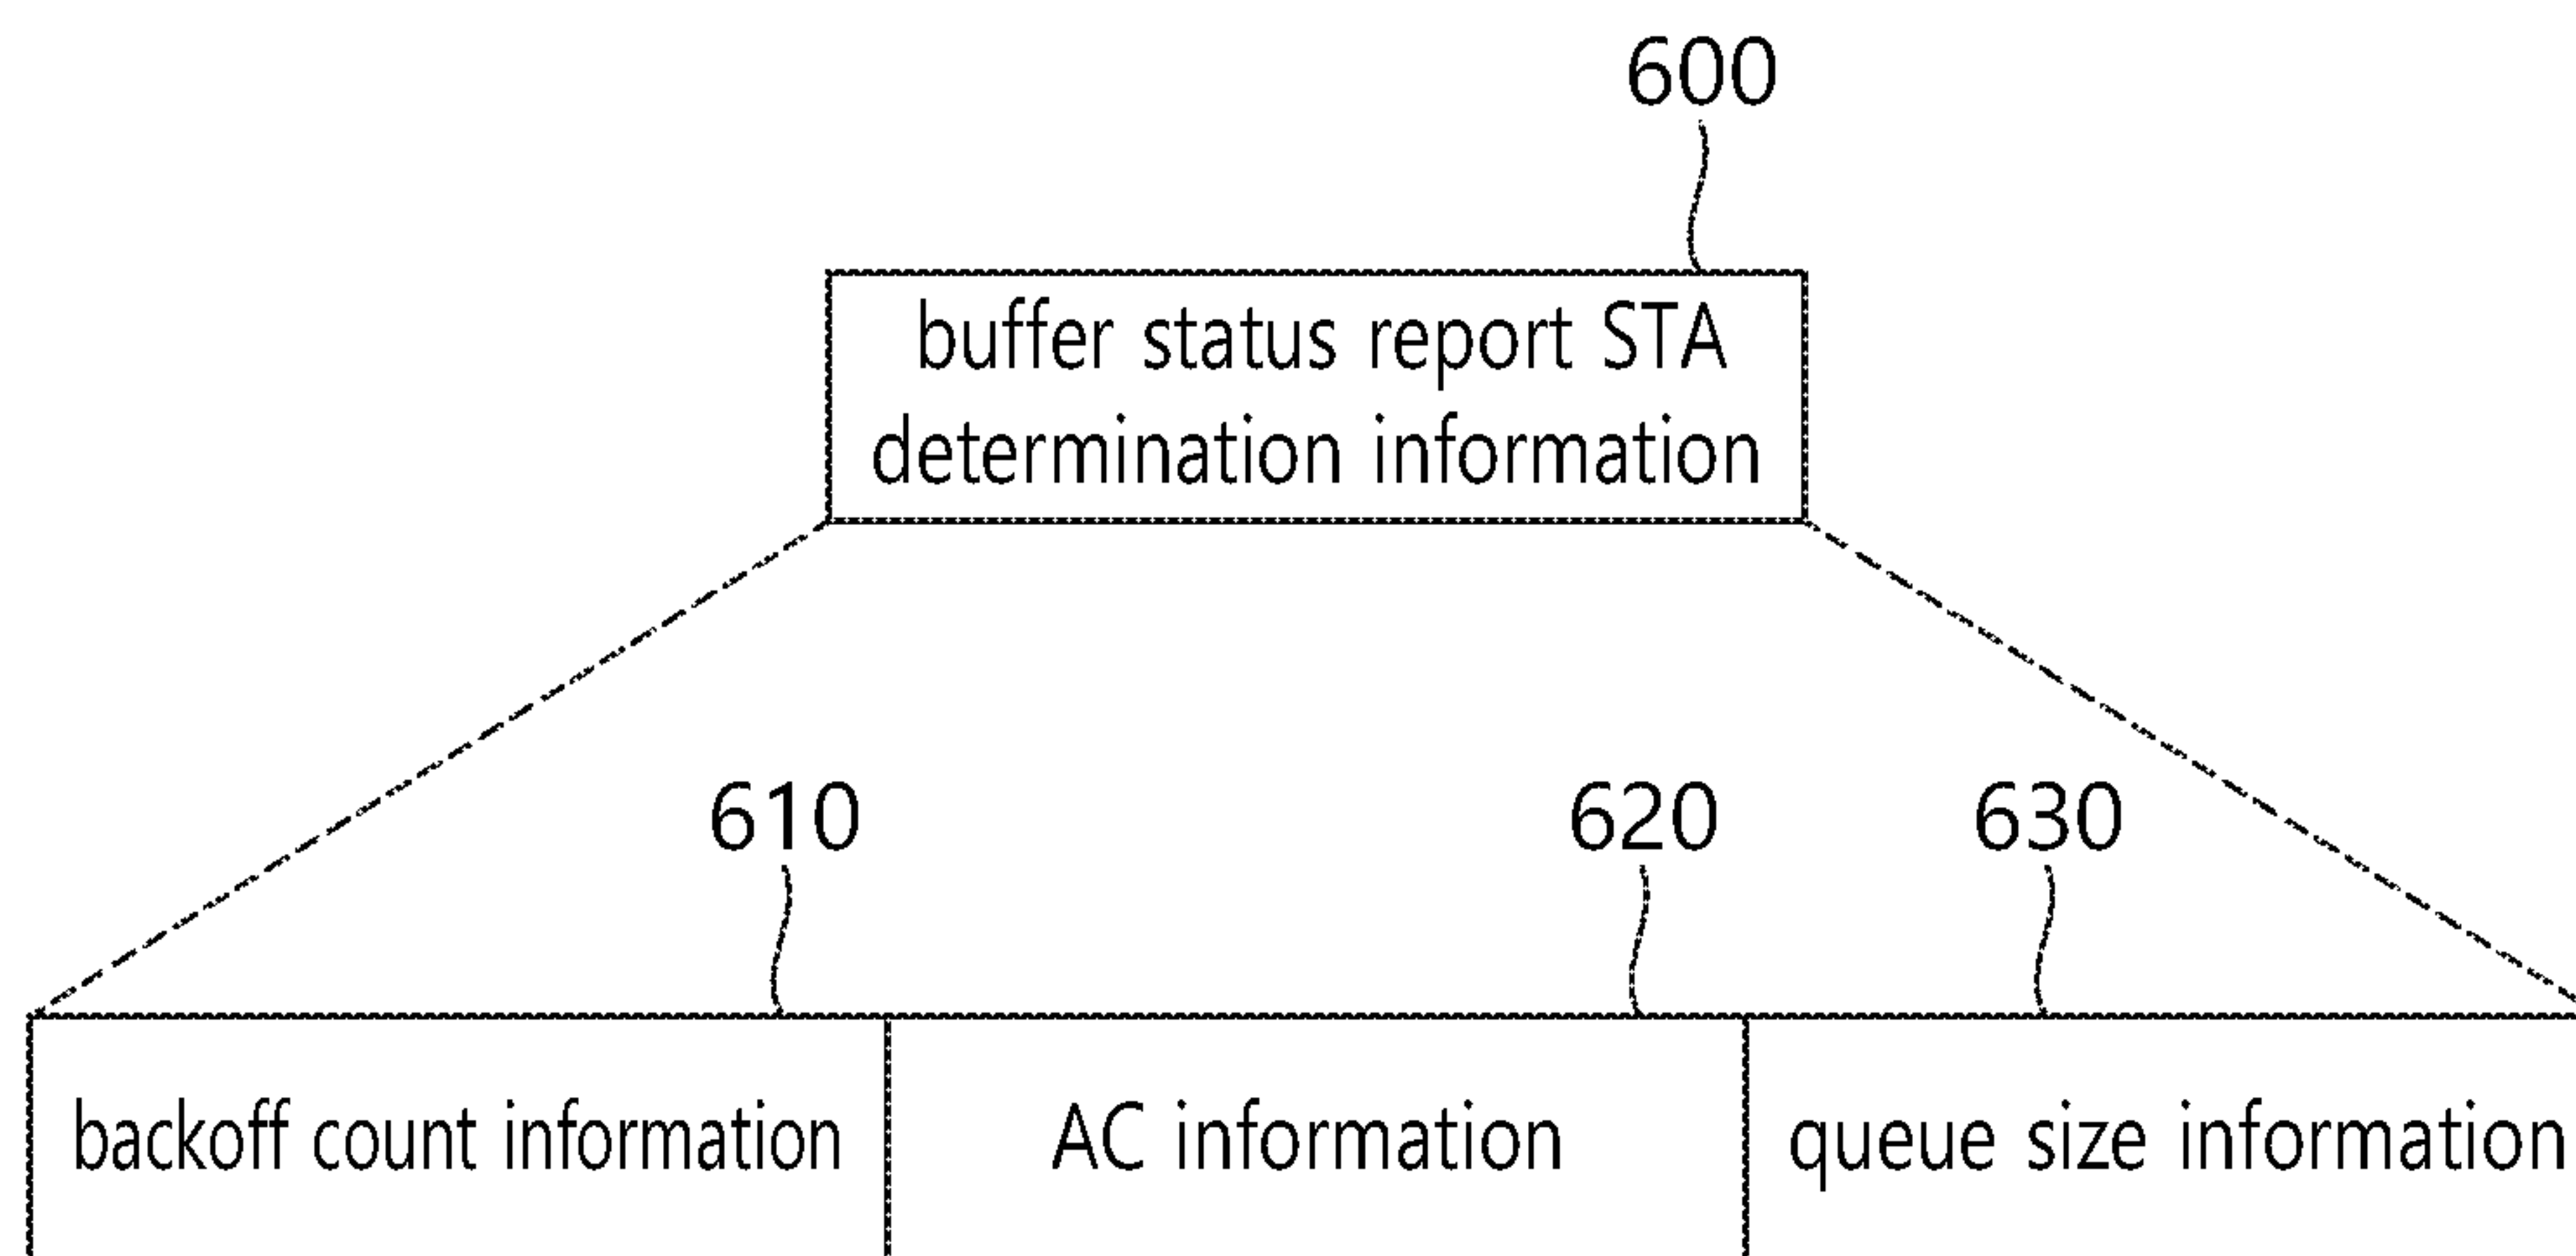 600
buffer status report STA
determination information
610
620
630
backoff count information
AC information
queue size information